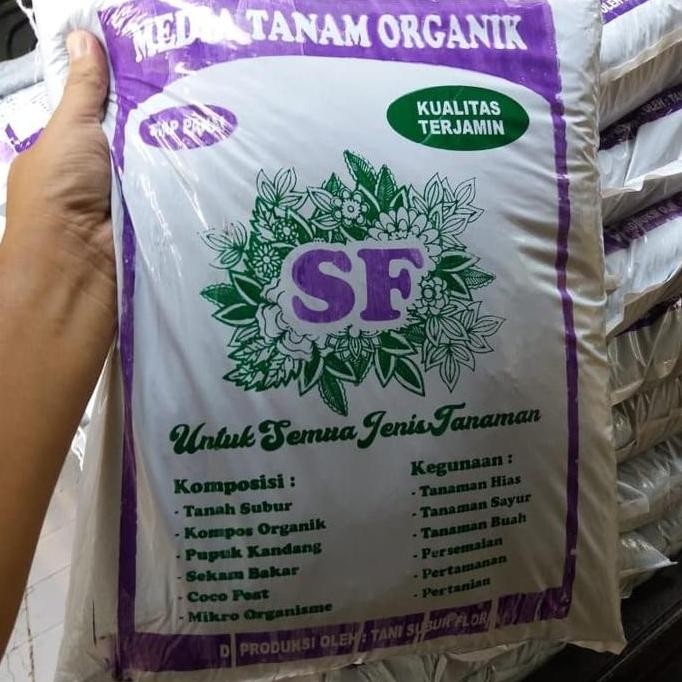 MEDIA TANAM ORGANIK
SIAP PAKAI
KUALITAS
TERJAMIN
SF
Untuk Semua Jenis Tanaman
Komposisi :
- Tanah Subur
- Kompos Organik
- Pupuk Kandang
- Sekam Bakar
- Coco Peat
- Mikro Organisme
Kegunaan :
- Tanaman Hias
- Tanaman Sayur
- Tanaman Buah
- Persemaian
- Pertamanan
- Pertanian
DI PRODUKSI OLEH : TANI SUBUR FLORA